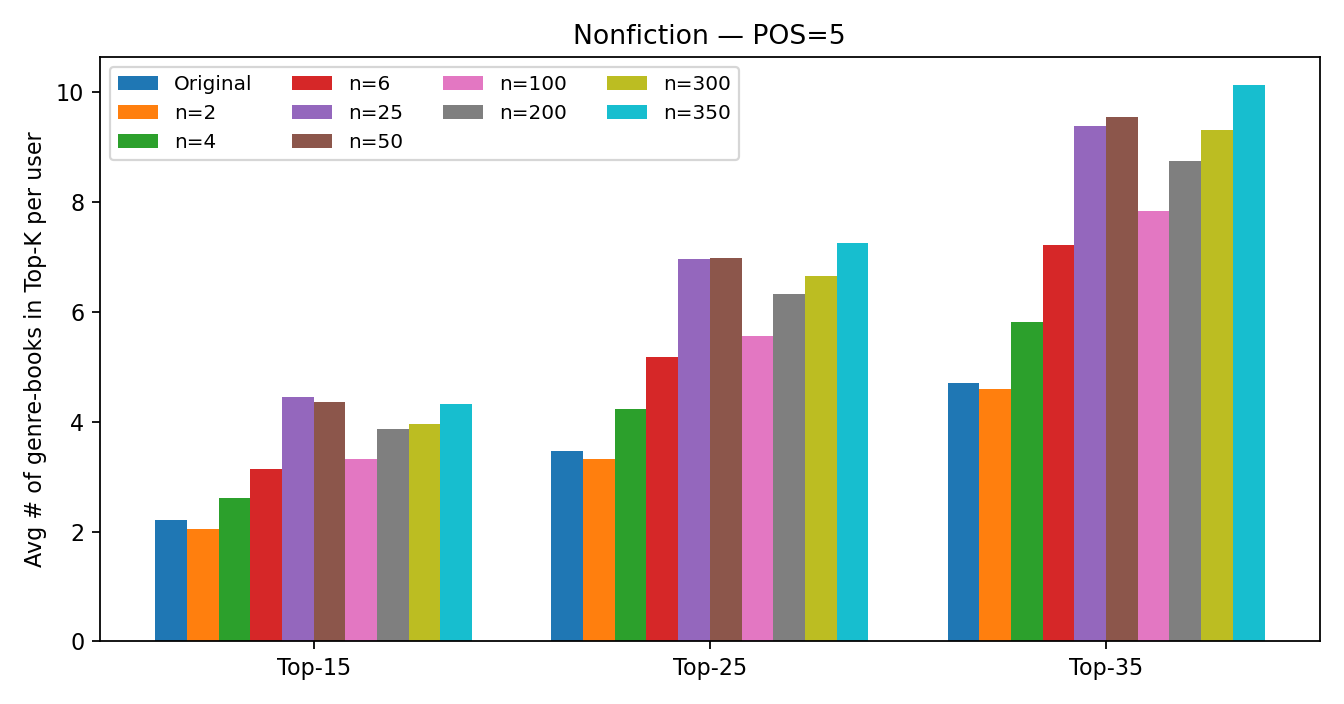 Nonfiction — POS=5
Avg # of genre-books in Top-K per user
10
8
6
4
2
0
Original
n=2
n=4
n=6
n=25
n=50
n=100
n=200
n=300
n=350
Top-15
Top-25
Top-35